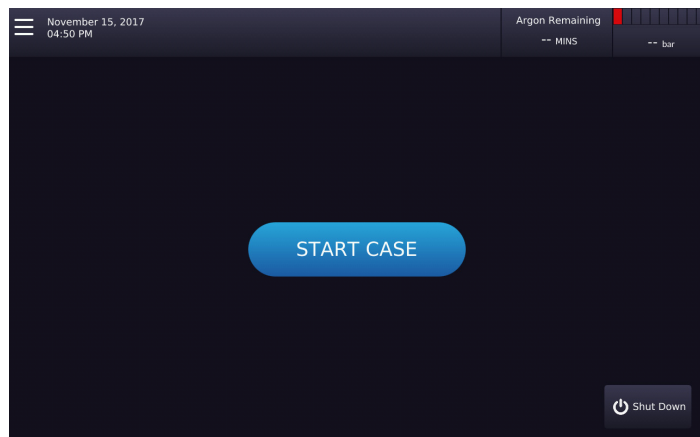 November 15, 2017
04:50 PM
Argon Remaining
-- MINS
-- bar
START CASE
Shut Down